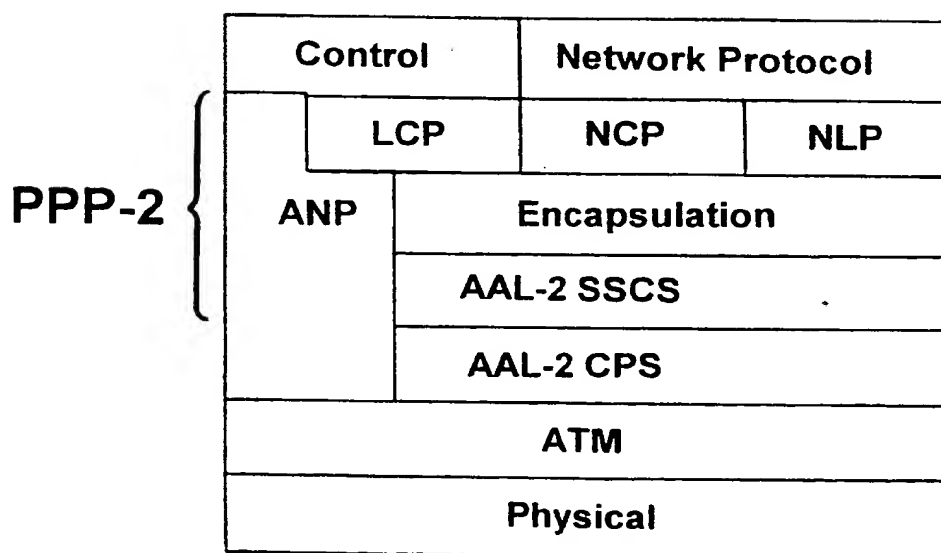 Control Network Protocol
LCP NCP NLP
PPP-2 ANP Encapsulation
AAL-2 SSCS
AAL-2 CPS
ATM
Physical